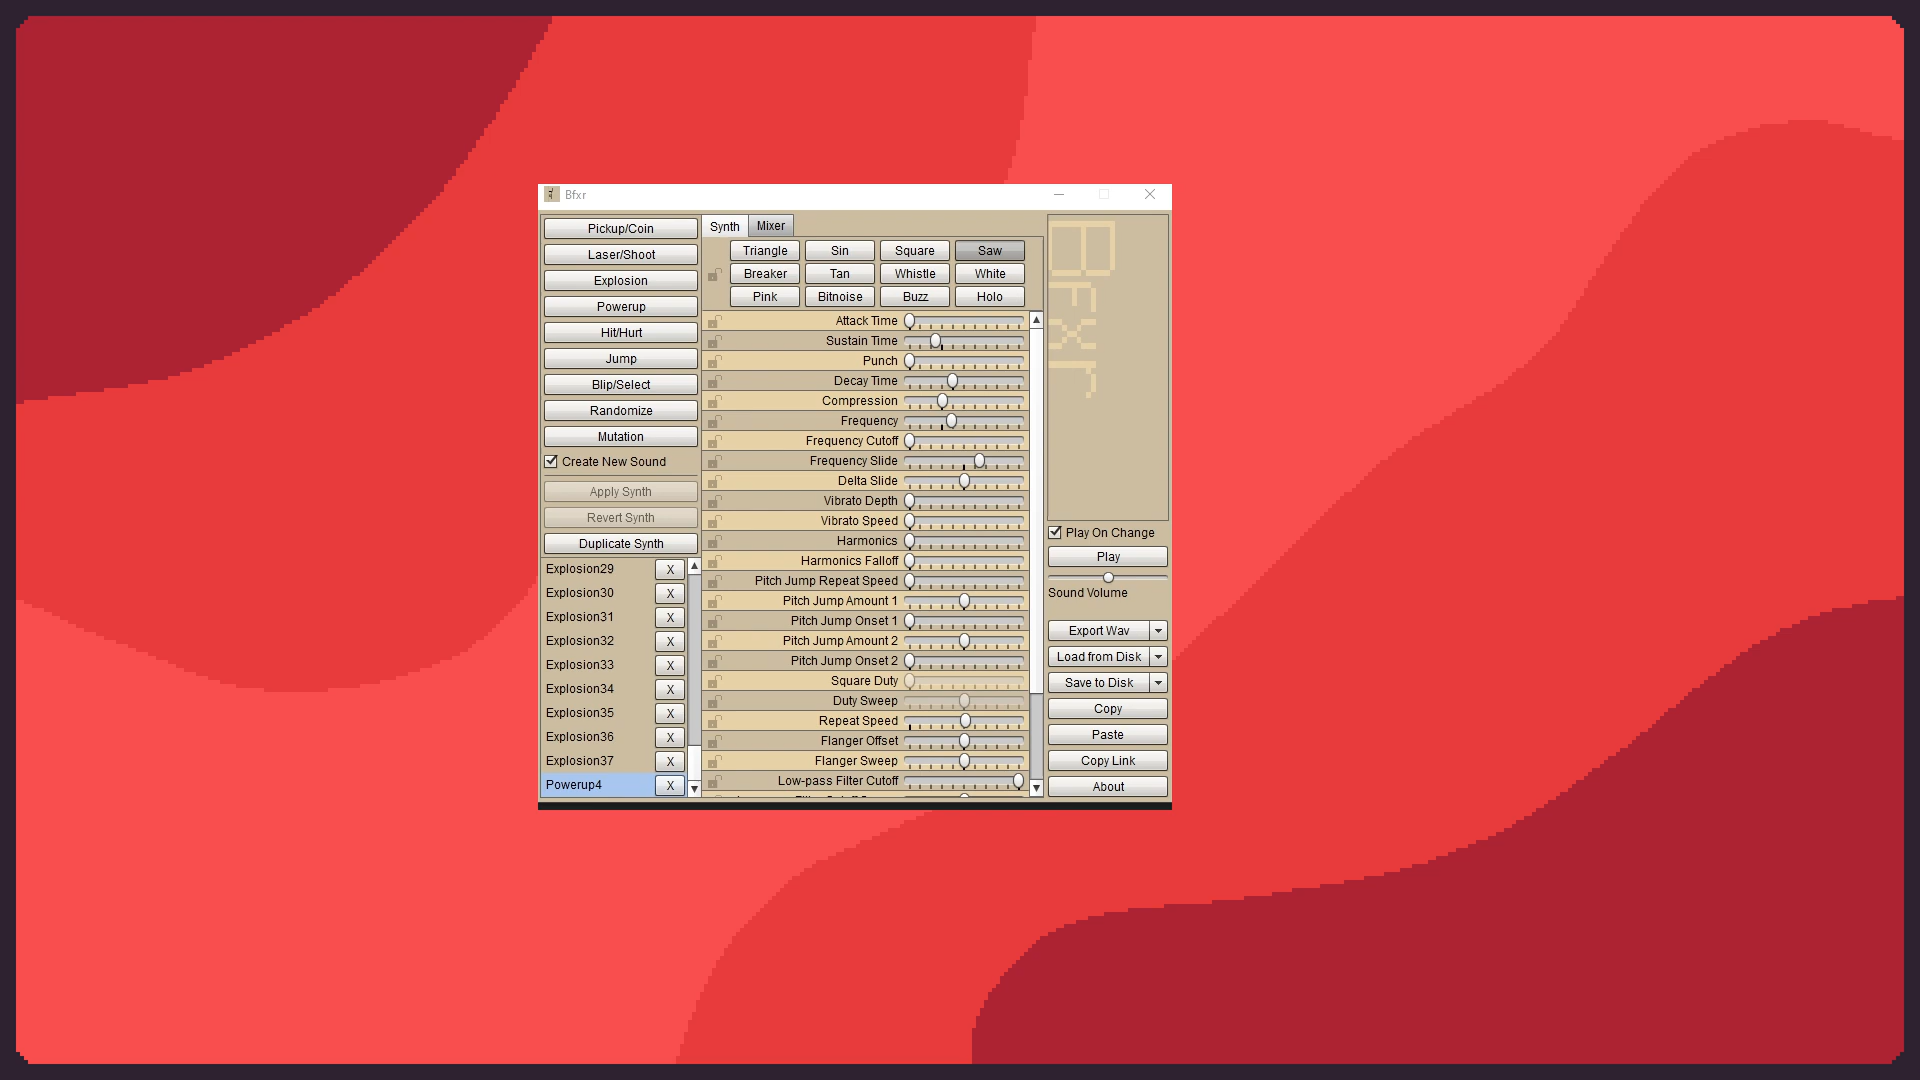 Bfxr
Pickup/Coin
Laser/Shoot
Explosion
Powerup
Hit/Hurt
Jump
Blip/Select
Randomize
Mutation
Create New Sound
Apply Synth
Revert Synth
Duplicate Synth
Explosion29 X
Explosion30 X
Explosion31 X
Explosion32 X
Explosion33 X
Explosion34 X
Explosion35 X
Explosion36 X
Explosion37 X
Powerup4 X
Synth Mixer
Triangle Sin Square Saw
Breaker Tan Whistle White
Pink Bitnoise Buzz Holo
Attack Time
Sustain Time
Punch
Decay Time
Compression
Frequency
Frequency Cutoff
Frequency Slide
Delta Slide
Vibrato Depth
Vibrato Speed
Harmonics
Harmonics Falloff
Pitch Jump Repeat Speed
Pitch Jump Amount 1
Pitch Jump Onset 1
Pitch Jump Amount 2
Pitch Jump Onset 2
Square Duty
Duty Sweep
Repeat Speed
Flanger Offset
Flanger Sweep
Low-pass Filter Cutoff
Bfxr
Play On Change
Play
Sound Volume
Export Wav
Load from Disk
Save to Disk
Copy
Paste
Copy Link
About